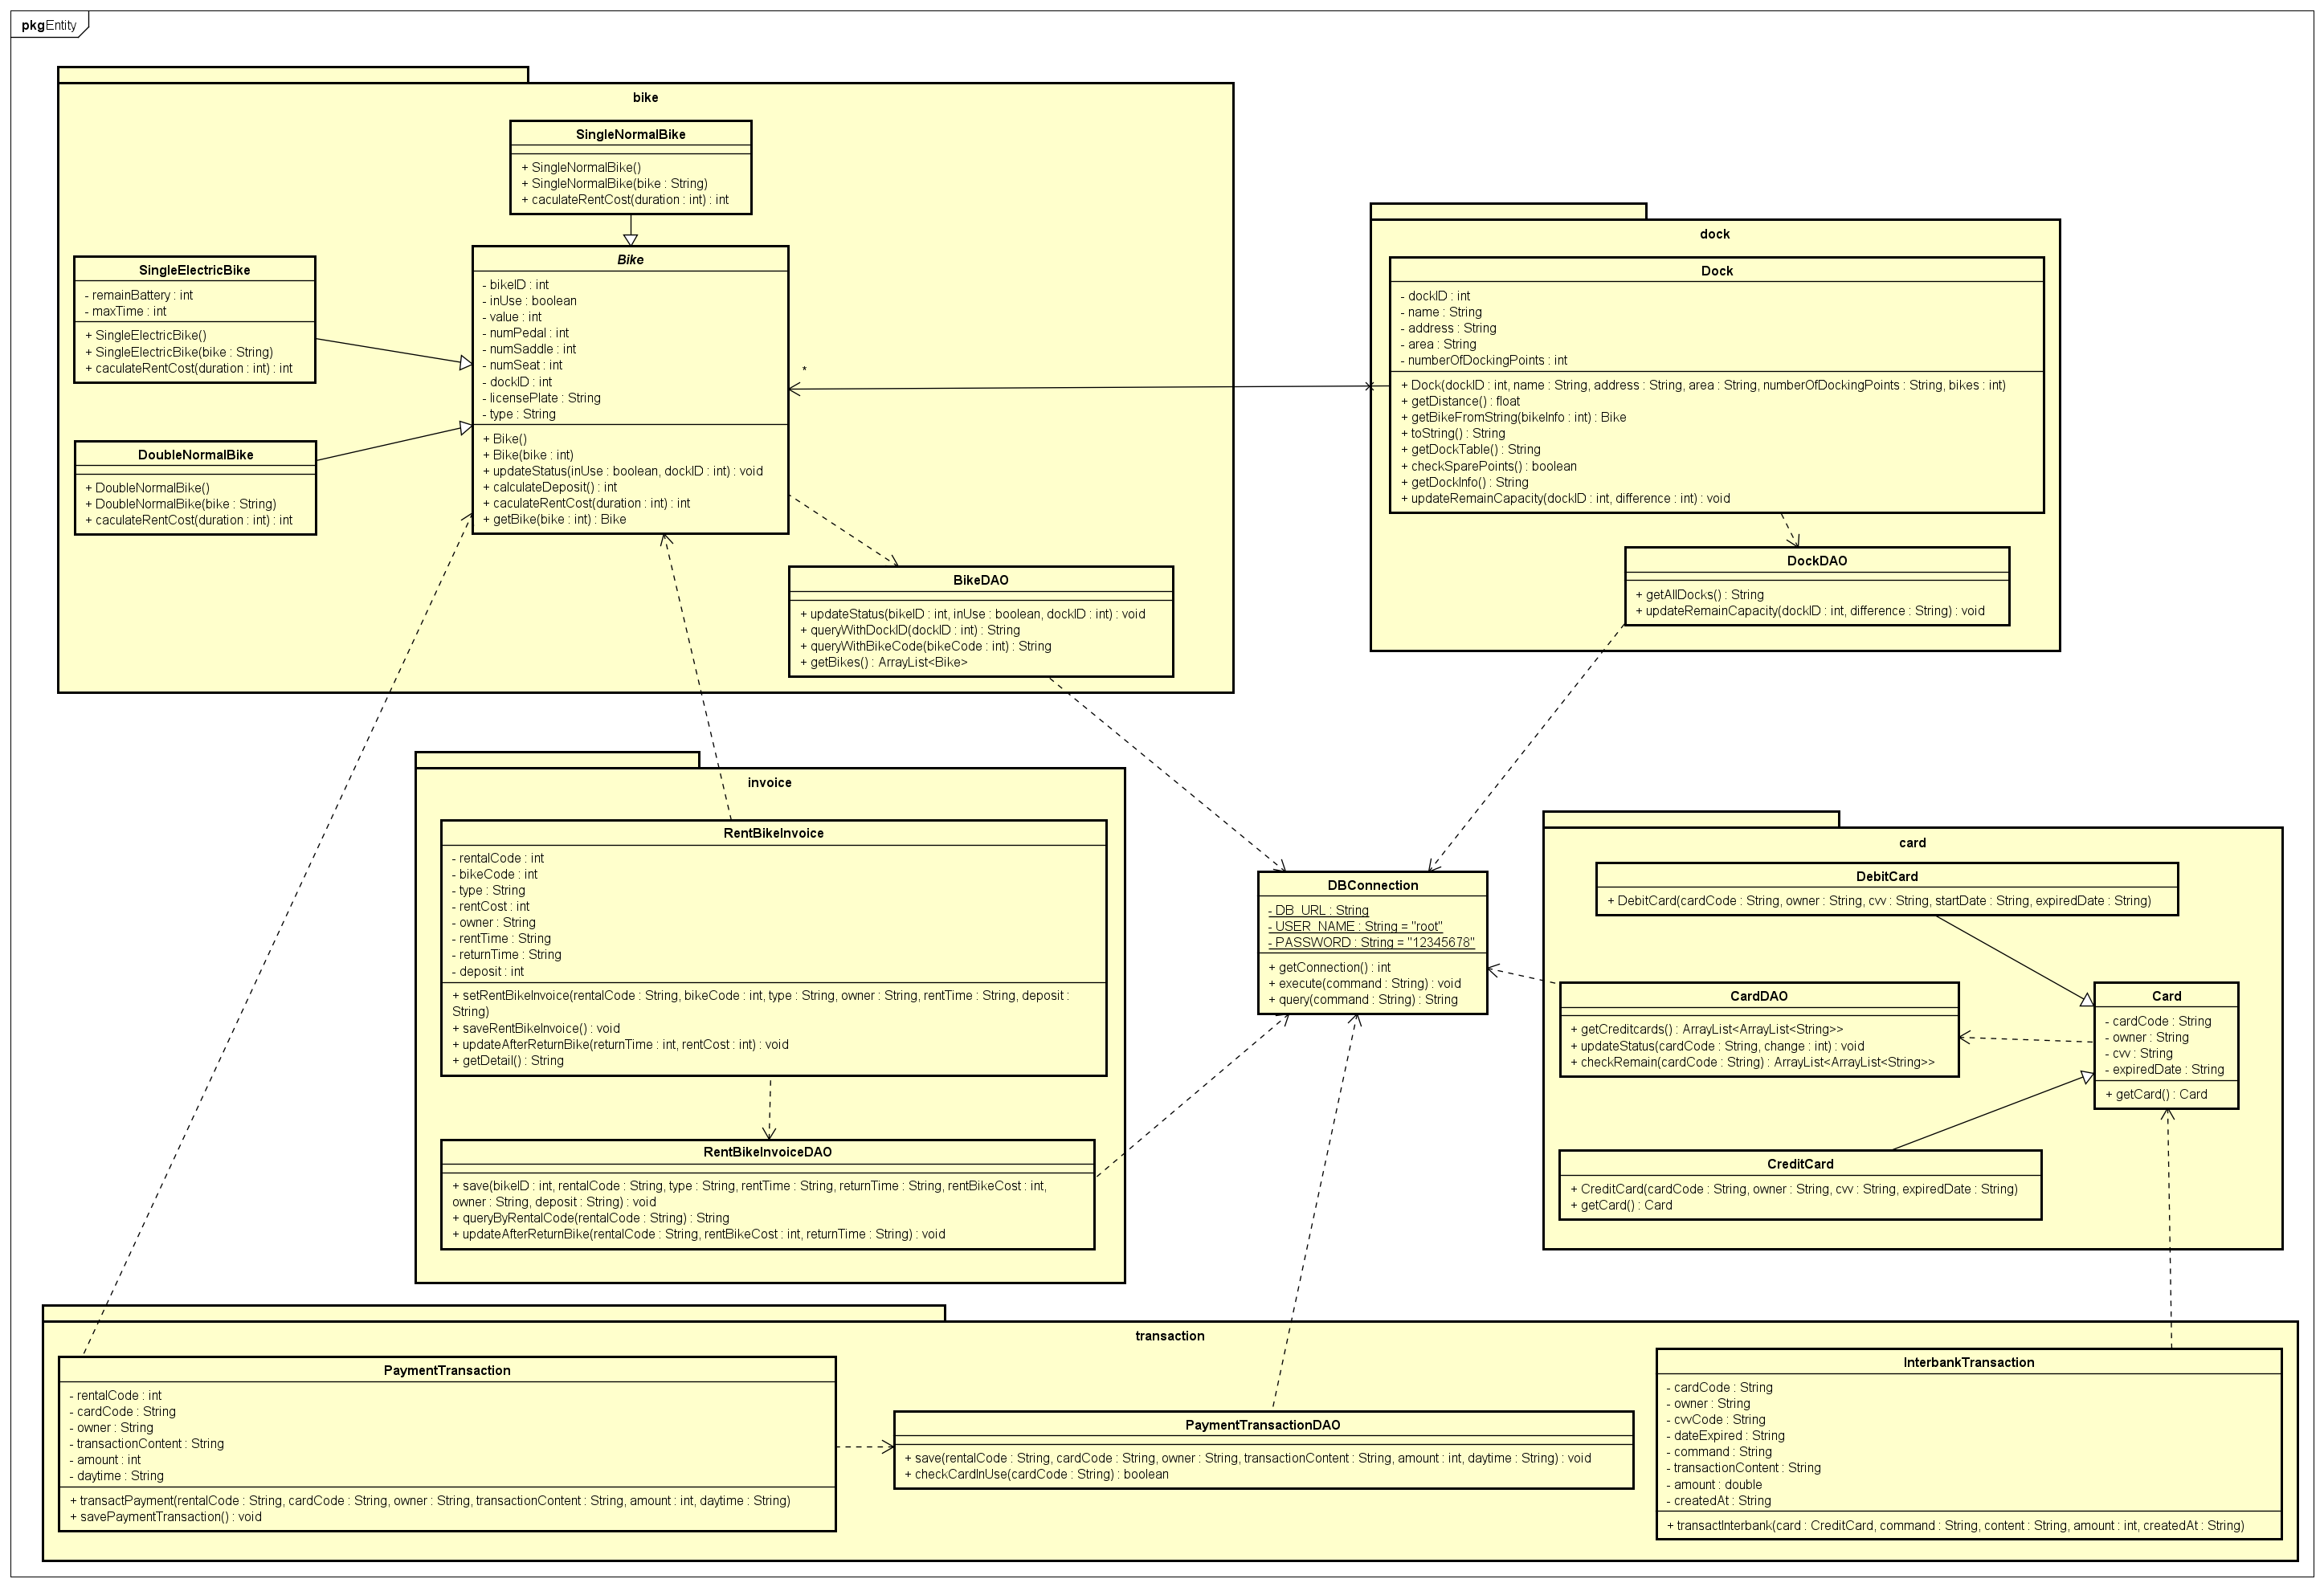 pkgEntity
bike
SingleNormalBike
+ SingleNormalBike()
+ SingleNormalBike(bike : String)
+ caculateRentCost(duration : int) : int
SingleElectricBike
- remainBattery : int
- maxTime : int
+ SingleElectricBike()
+ SingleElectricBike(bike : String)
+ caculateRentCost(duration : int) : int
DoubleNormalBike
+ DoubleNormalBike()
+ DoubleNormalBike(bike : String)
+ caculateRentCost(duration : int) : int
Bike
- bikeID : int
- inUse : boolean
- value : int
- numPedal : int
- numSaddle : int
- numSeat : int
- dockID : int
- licensePlate : String
- type : String
+ Bike()
+ Bike(bike : int)
+ updateStatus(inUse : boolean, dockID : int) : void
+ calculateDeposit() : int
+ caculateRentCost(duration : int) : int
+ getBike(bike : int) : Bike
*
BikeDAO
+ updateStatus(bikeID : int, inUse : boolean, dockID : int) : void
+ queryWithDockID(dockID : int) : String
+ queryWithBikeCode(bikeCode : int) : String
+ getBikes() : ArrayList<Bike>
dock
Dock
- dockID : int
- name : String
- address : String
- area : String
- numberOfDockingPoints : int
+ Dock(dockID : int, name : String, address : String, area : String, numberOfDockingPoints : String, bikes : int)
+ getDistance() : float
+ getBikeFromString(bikeInfo : int) : Bike
+ toString() : String
+ getDockTable() : String
+ checkSparePoints() : boolean
+ getDockInfo() : String
+ updateRemainCapacity(dockID : int, difference : int) : void
DockDAO
+ getAllDocks() : String
+ updateRemainCapacity(dockID : int, difference : String) : void
invoice
RentBikeInvoice
- rentalCode : int
- bikeCode : int
- type : String
- rentCost : int
- owner : String
- rentTime : String
- returnTime : String
- deposit : int
+ setRentBikeInvoice(rentalCode : String, bikeCode : int, type : String, owner : String, rentTime : String, deposit :
String)
+ saveRentBikeInvoice() : void
+ updateAfterReturnBike(returnTime : int, rentCost : int) : void
+ getDetail() : String
RentBikeInvoiceDAO
+ save(bikeID : int, rentalCode : String, type : String, rentTime : String, returnTime : String, rentBikeCost : int,
owner : String, deposit : String) : void
+ queryByRentalCode(rentalCode : String) : String
+ updateAfterReturnBike(rentalCode : String, rentBikeCost : int, returnTime : String) : void
DBConnection
- DB_URL : String
- USER_NAME : String = "root"
- PASSWORD : String = "12345678"
+ getConnection() : int
+ execute(command : String) : void
+ query(command : String) : String
card
DebitCard
+ DebitCard(cardCode : String, owner : String, cvv : String, startDate : String, expiredDate : String)
CardDAO
+ getCreditcards() : ArrayList<ArrayList<String>>
+ updateStatus(cardCode : String, change : int) : void
+ checkRemain(cardCode : String) : ArrayList<ArrayList<String>>
Card
- cardCode : String
- owner : String
- cvv : String
- expiredDate : String
+ getCard() : Card
CreditCard
+ CreditCard(cardCode : String, owner : String, cvv : String, expiredDate : String)
+ getCard() : Card
transaction
PaymentTransaction
- rentalCode : int
- cardCode : String
- owner : String
- transactionContent : String
- amount : int
- daytime : String
+ transactPayment(rentalCode : String, cardCode : String, owner : String, transactionContent : String, amount : int, daytime : String)
+ savePaymentTransaction() : void
PaymentTransactionDAO
+ save(rentalCode : String, cardCode : String, owner : String, transactionContent : String, amount : int, daytime : String) : void
+ checkCardInUse(cardCode : String) : boolean
InterbankTransaction
- cardCode : String
- owner : String
- cvvCode : String
- dateExpired : String
- command : String
- transactionContent : String
- amount : double
- createdAt : String
+ transactInterbank(card : CreditCard, command : String, content : String, amount : int, createdAt : String)